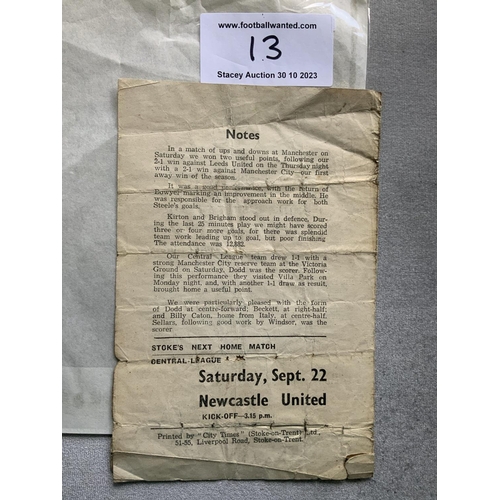 www.footballwanted.com
13
Stacey Auction 30 10 2023
Notes
In a match of ups and downs at Manchester on
Saturday we won two useful points, following our
2-1 win against Leeds United on the Thursday night
with a 2-1 win against Manchester City—our first
away win of the season.
It was a good performance, with the return of
Bowyer marking an improvement in the middle. He
was responsible for the approach work for both
Steele's goals.
Kirton and Brigham stood out in defence, Dur-
ing the last 25 minutes play we might have scored
three or four more goals, for there was splendid
team work leading up to goal, but poor finishing
The attendance was 12,882.
Our Central League team drew 1-1 with a
strong Manchester City reserve team at the Victoria
Ground on Saturday, Dodd was the scorer. Follow-
ing this performance they visited Villa Park on
Monday night, and, with another 1-1 draw as result,
brought home a useful point.
We were particularly pleased with the form
of Dodd at centre-forward; Beckett, at right-half; and
and Billy Caton, home from Italy, at centre-half.
Sellars, following good work by Windsor, was the
scorer
STOKE'S NEXT HOME MATCH
CENTRAL LEAGUE
Saturday, Sept. 22
Newcastle United
KICK-OFF—3.15 p.m.
Printed by "City Times" (Stoke-on-Trent) Ltd.,
51-55, Liverpool Road, Stoke-on-Trent.